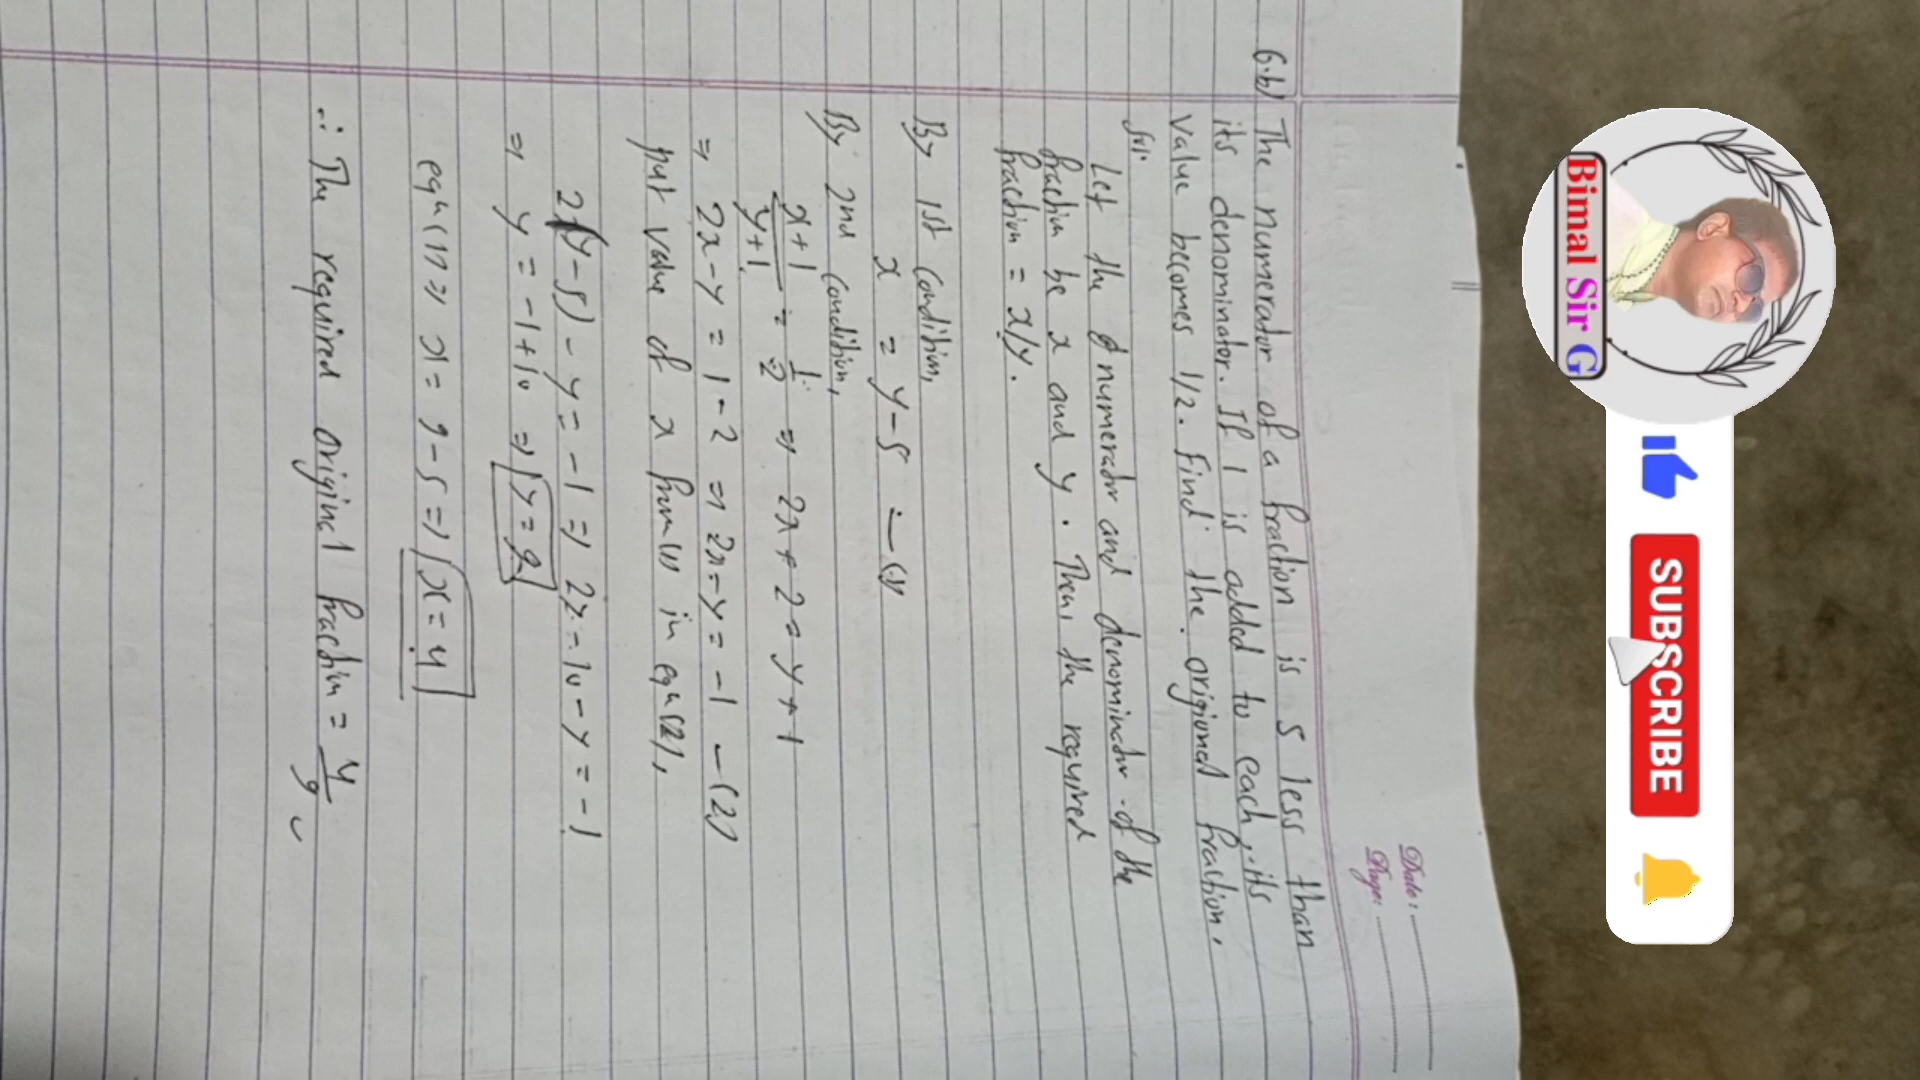 Date:
Page:
6.b) The numerator of a fraction is 5 less than
its denominator. If 1 is added to each, its
value becomes 1/2. Find the origional fraction.
Sol:
Let the numerator and denominator of the
fraction be x and y. Then, the required
fraction = x/y.
By 1st condition,
x = y - 5 - (1)
By 2nd condition,
x+1/y+1 = 1/2 => 2x + 2 = y + 1
=> 2x - y = 1 - 2 => 2x - y = -1 - (2)
put value of x from (1) in eqn (2),
2(y - 5) - y = -1 => 2y - 10 - y = -1
=> y = -1 + 10 => y = 9
eqn (1) => x = 9 - 5 => x = 4
∴ The required original fraction = 4/9
Bimal Sir G
SUBSCRIBE